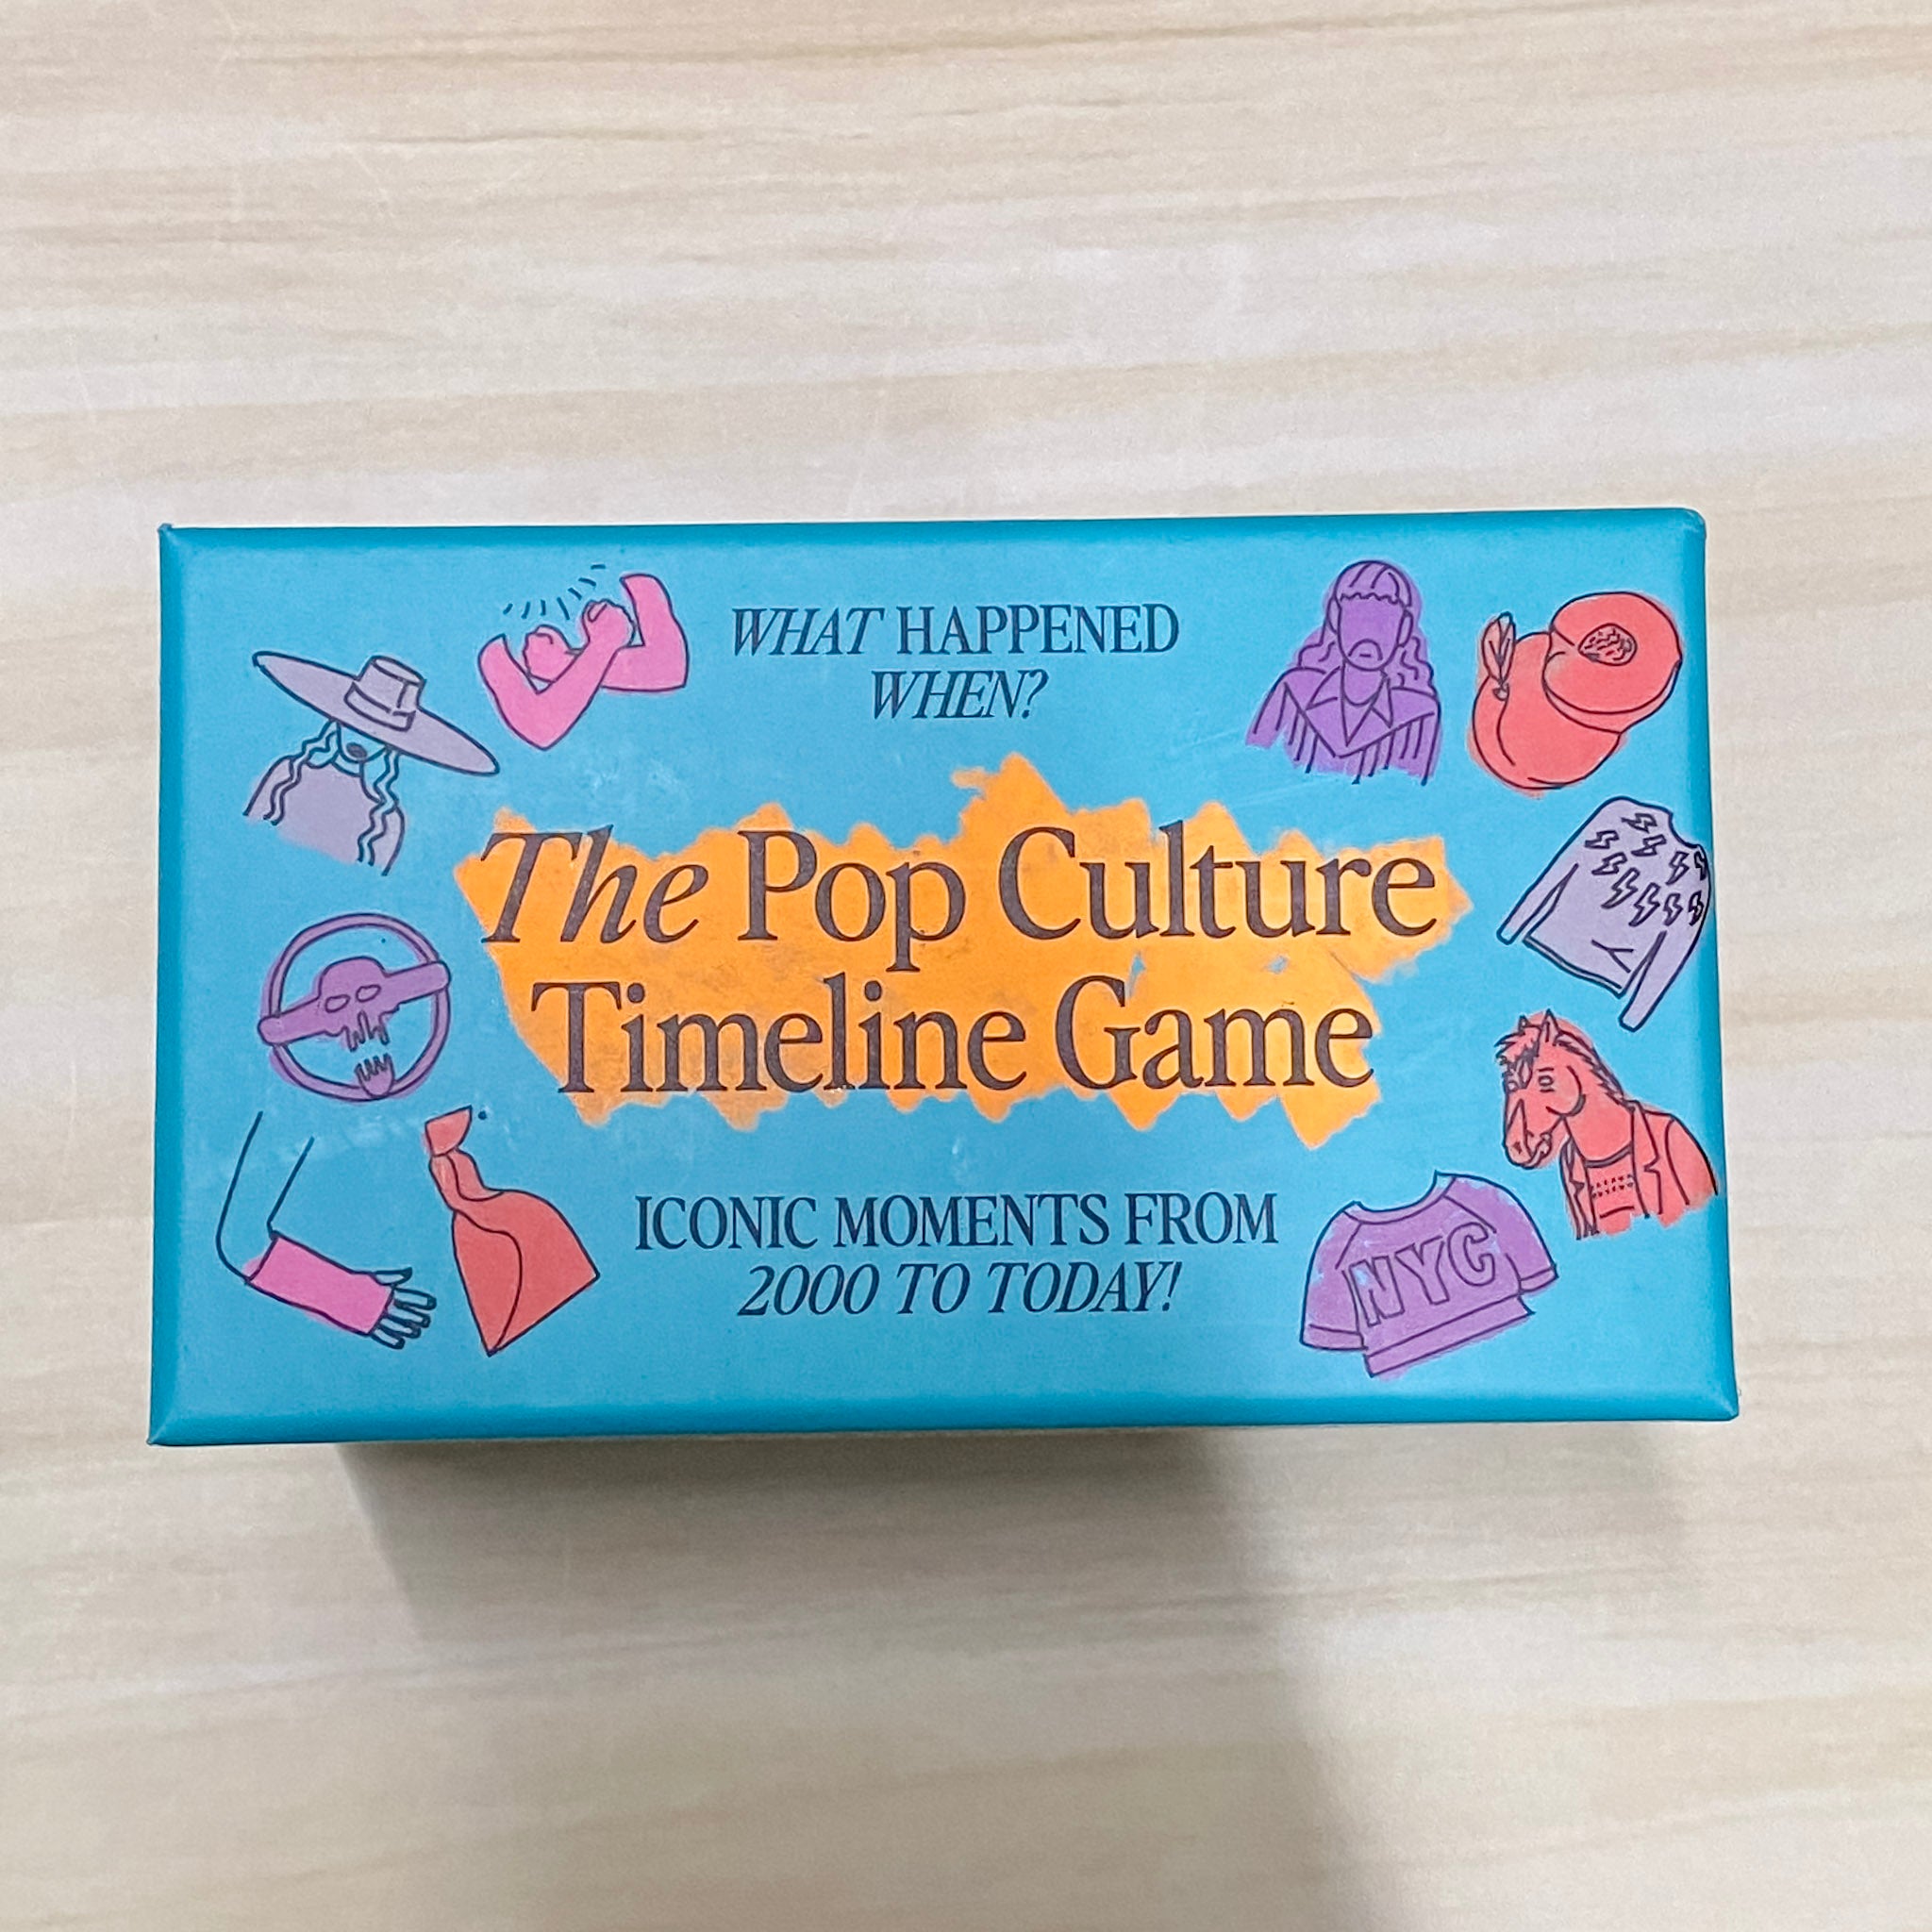 WHAT HAPPENED
WHEN?
The Pop Culture
Timeline Game
ICONIC MOMENTS FROM
2000 TO TODAY!
NYC